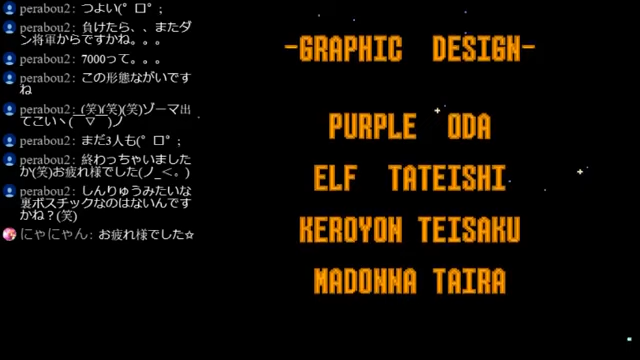 perabou2: つよい(゜ロ゜;
perabou2: 負けたら、、またダ
ン将軍からですかね。。。
perabou2: 7000って。。。
perabou2: この形態ながいです
ね
perabou2: (笑)(笑)(笑)ゾーマ出
てこいヽ(￣▽￣)ノ
perabou2: まだ3人も(゜ロ゜;
perabou2: 終わっちゃいました
か(笑)お疲れ様でした(ノ_<。)
perabou2: しんりゅうみたいな
裏ボスチックなのはないんです
かね？(笑)
にゃにゃん: お疲れ様でした☆
-GRAPHIC DESIGN-
PURPLE ODA
ELF TATEISHI
KEROYON TEISAKU
MADONNA TAIRA